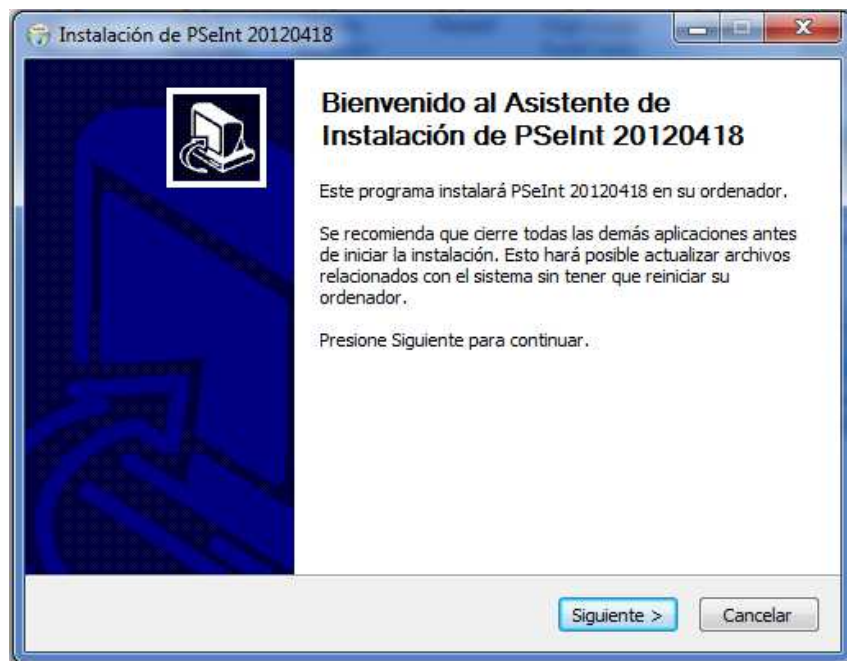 Instalación de PSeInt 20120418
Bienvenido al Asistente de
Instalación de PSeInt 20120418
Este programa instalará PSeInt 20120418 en su ordenador.
Se recomienda que cierre todas las demás aplicaciones antes
de iniciar la instalación. Esto hará posible actualizar archivos
relacionados con el sistema sin tener que reiniciar su
ordenador.
Presione Siguiente para continuar.
Siguiente >
Cancelar